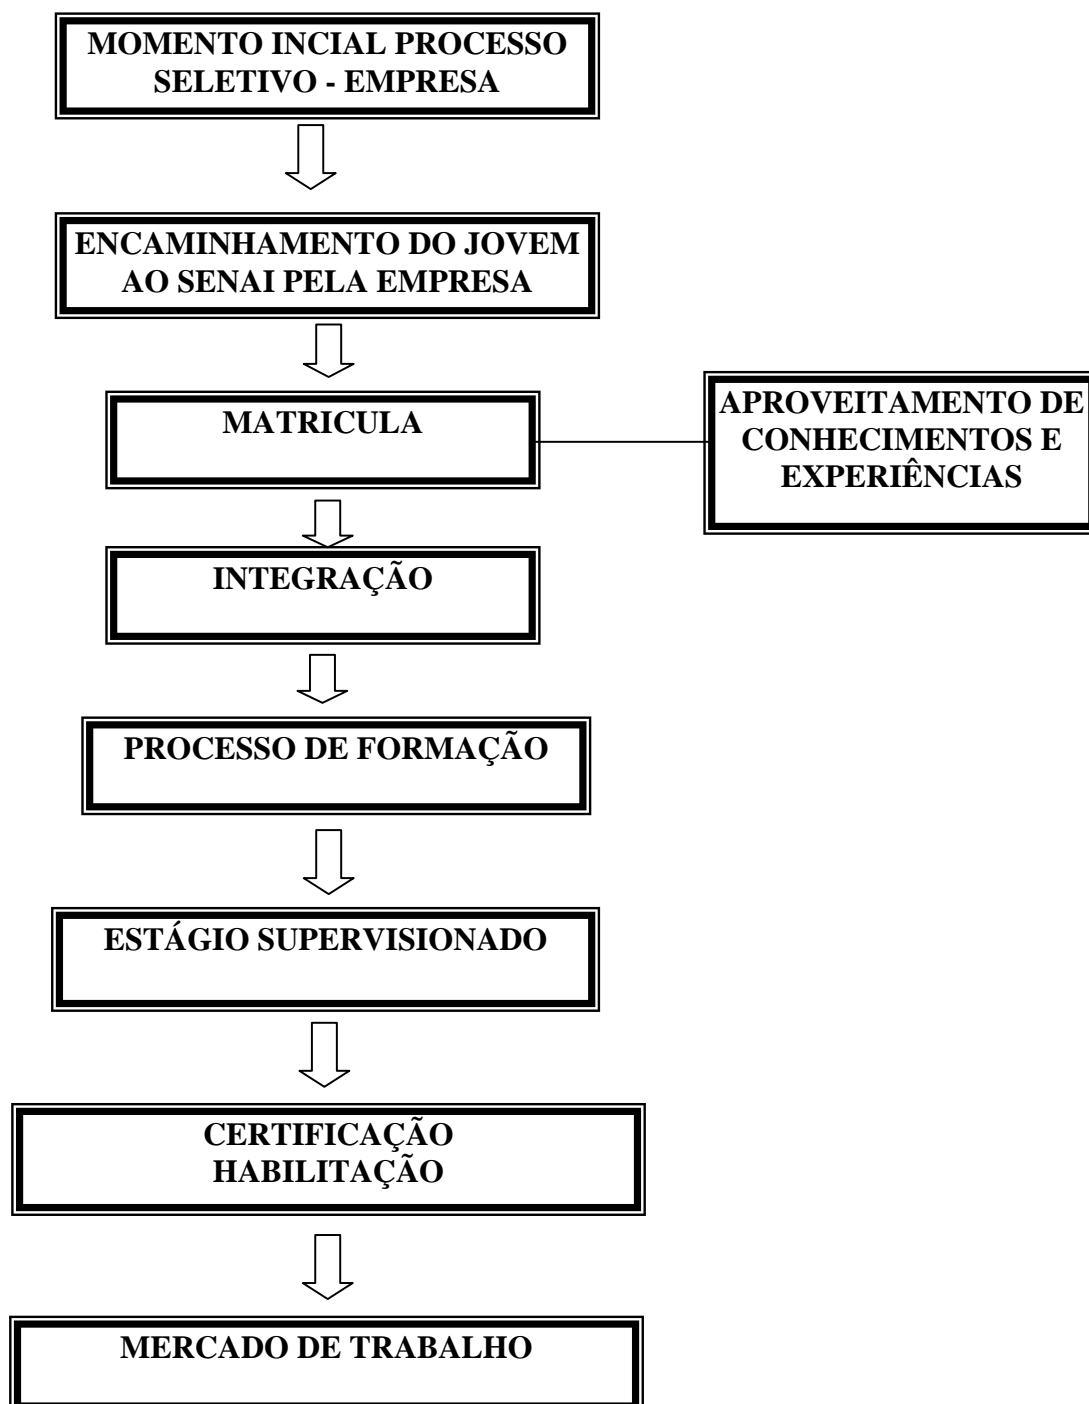 MOMENTO INCIAL PROCESSO
SELETIVO - EMPRESA
ENCAMINHAMENTO DO JOVEM
AO SENAI PELA EMPRESA
MATRICULA
APROVEITAMENTO DE
CONHECIMENTOS E
EXPERIÊNCIAS
INTEGRAÇÃO
PROCESSO DE FORMAÇÃO
ESTÁGIO SUPERVISIONADO
CERTIFICAÇÃO
HABILITAÇÃO
MERCADO DE TRABALHO